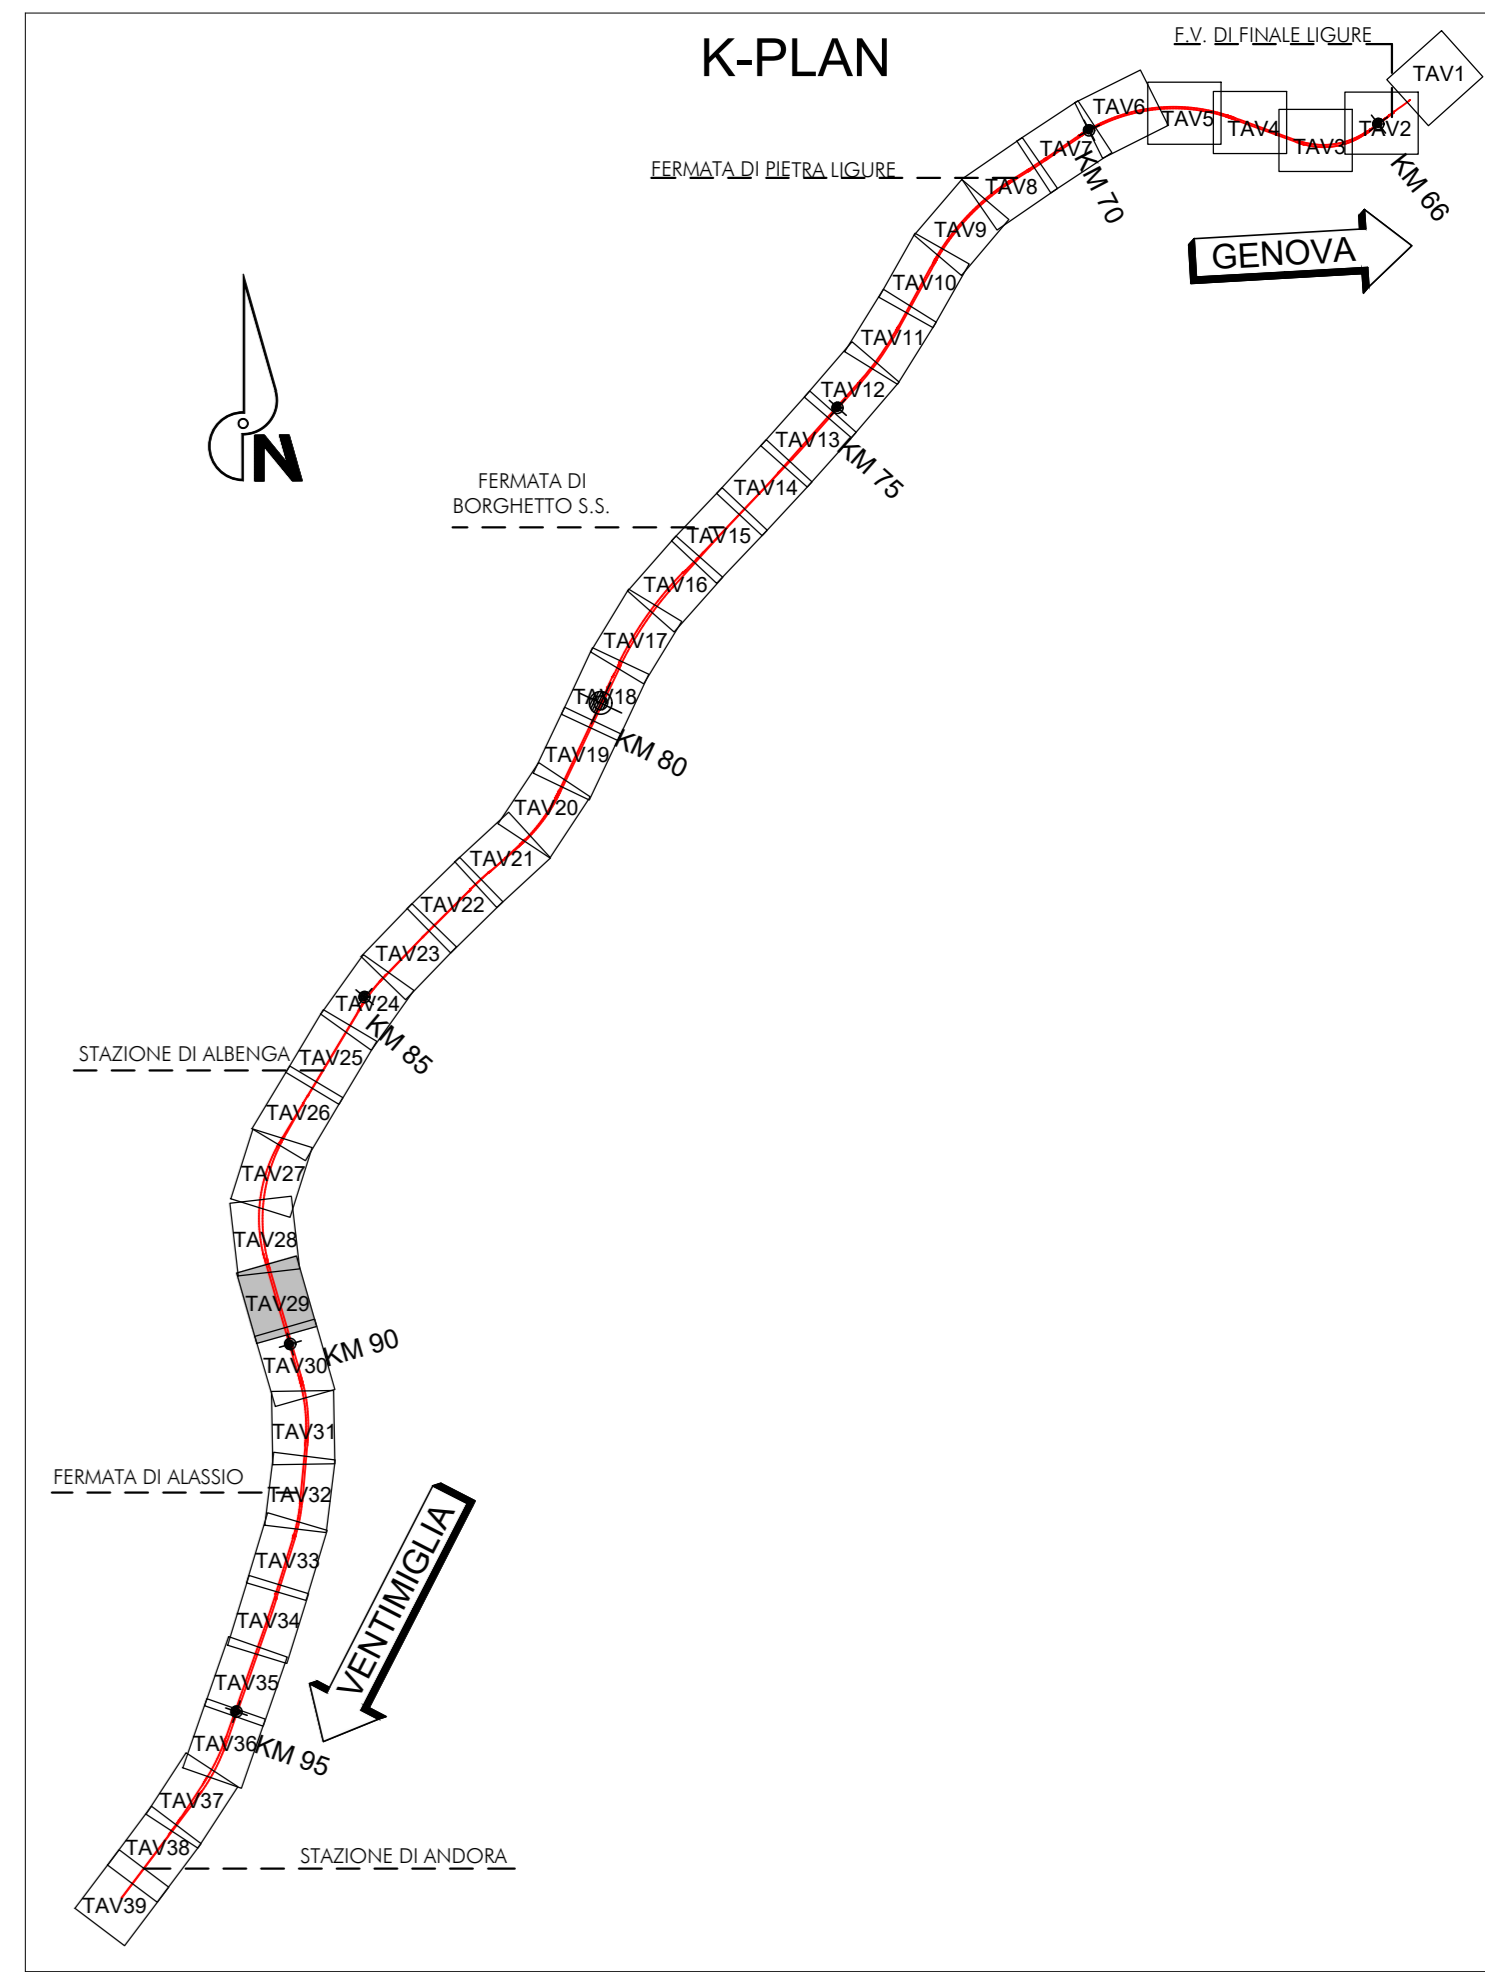 K-PLAN
F.V. DI FINALE LIGURE
TAV1
TAV2
TAV3
TAV4
TAV5
TAV6
KM 66
TAV7
KM 70
FERMATA DI PIETRA LIGURE
TAV8
GENOVA
TAV9
TAV10
TAV11
TAV12
N
TAV13
KM 75
FERMATA DI
BORGHETTO S.S.
TAV14
TAV15
TAV16
TAV17
TAV18
KM 80
TAV19
TAV20
TAV21
TAV22
TAV23
TAV24
KM 85
STAZIONE DI ALBENGA
TAV25
TAV26
TAV27
TAV28
TAV29
KM 90
TAV30
TAV31
FERMATA DI ALASSIO
TAV32
VENTIMIGLIA
TAV33
TAV34
TAV35
TAV36
KM 95
TAV37
TAV38
STAZIONE DI ANDORA
TAV39